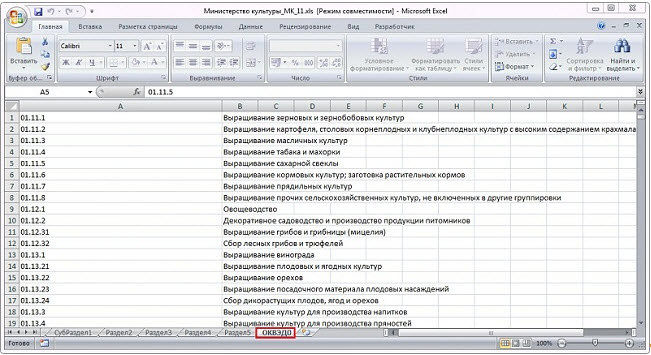 Министерство культуры_МК_11.xls [Режим совместимости] - Microsoft Excel
Главная Вставка Разметка страницы Формулы Данные Рецензирование Вид Разработчик
Вставить Calibri 11 Общий Условное форматирование Форматировать как таблицу Стили ячеек Вставить Удалить Формат Сортировка и фильтр Найти и выделить
Буфер об... Шрифт Выравнивание Число Стили Ячейки Редактирование
A5 fx 01.11.5
A B C D E F G H I J K L
1 01.11.1 Выращивание зерновых и зернобобовых культур
2 01.11.2 Выращивание картофеля, столовых корнеплодных и клубнеплодных культур с высоким содержанием крахмала
3 01.11.3 Выращивание масличных культур
4 01.11.4 Выращивание табака и махорки
5 01.11.5 Выращивание сахарной свеклы
6 01.11.6 Выращивание кормовых культур; заготовка растительных кормов
7 01.11.7 Выращивание прядильных культур
8 01.11.8 Выращивание прочих сельскохозяйственных культур, не включенных в другие группировки
9 01.12.1 Овощеводство
10 01.12.2 Декоративное садоводство и производство продукции питомников
11 01.12.31 Выращивание грибов и грибницы (мицелия)
12 01.12.32 Сбор лесных грибов и трюфелей
13 01.13.1 Выращивание винограда
14 01.13.21 Выращивание плодовых и ягодных культур
15 01.13.22 Выращивание орехов
16 01.13.23 Выращивание посадочного материала плодовых насаждений
17 01.13.24 Сбор дикорастущих плодов, ягод и орехов
18 01.13.3 Выращивание культур для производства напитков
19 01.13.4 Выращивание культур для производства пряностей
СубРаздел1 Раздел2 Раздел3 Раздел4 Раздел5 ОКВЭД0
Готово 100%